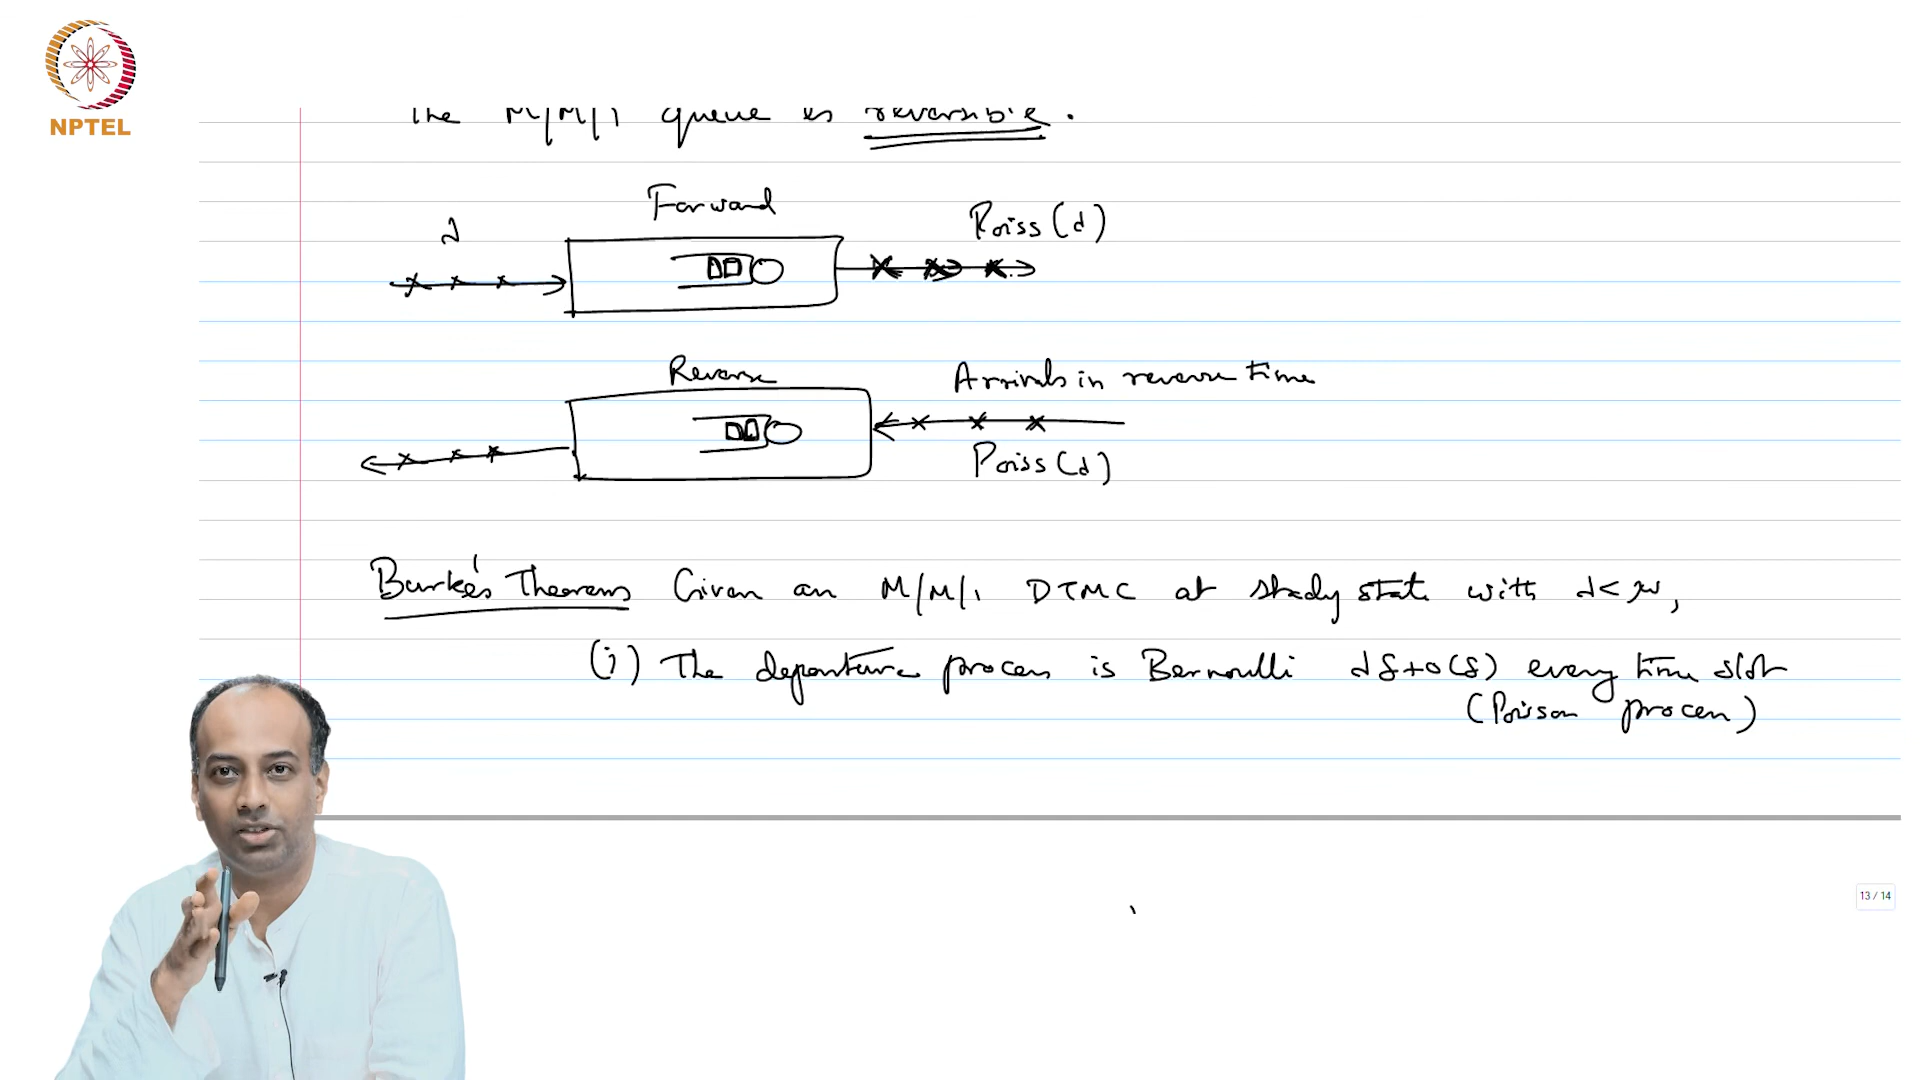 NPTEL
The M/M/1 queue is reversible.
Forward
λ
Poiss(λ)
Reverse
Arrivals in reverse time
Poiss(λ)
Burke's Theorem Given an M/M/1 DTMC at steady state with λ<μ,
(i) The departure process is Bernoulli λδ+o(δ) every time slot
(Poisson process)
13 / 14